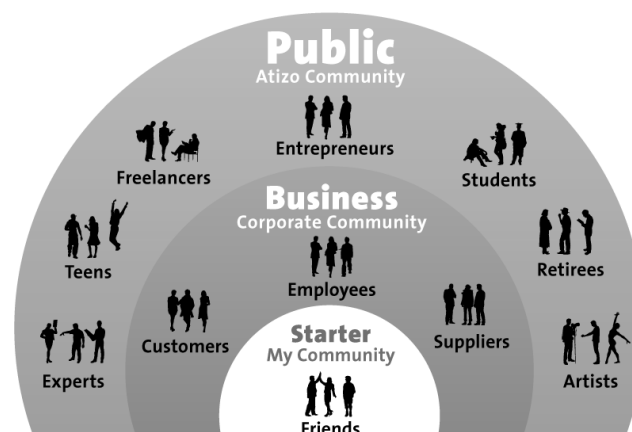 Public
Atizo Community
Entrepreneurs
Freelancers
Students
Business
Corporate Community
Teens
Retirees
Employees
Customers
Suppliers
Starter
My Community
Experts
Artists
Friends